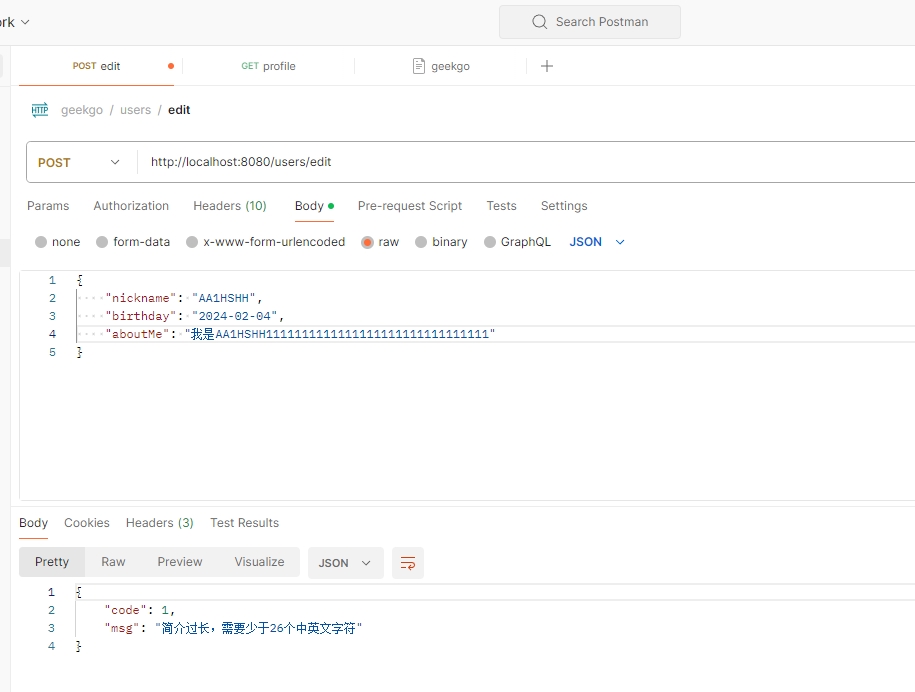 ork
Search Postman
POST edit
GET profile
geekgo
HTTP geekgo / users / edit
POST http://localhost:8080/users/edit
Params Authorization Headers (10) Body Pre-request Script Tests Settings
none form-data x-www-form-urlencoded raw binary GraphQL JSON
1 {
2 "nickname": "AA1HSHH",
3 "birthday": "2024-02-04",
4 "aboutMe": "我是AA1HSHH1111111111111111111111111111111"
5 }
Body Cookies Headers (3) Test Results
Pretty Raw Preview Visualize JSON
1 {
2 "code": 1,
3 "msg": "简介过长，需要少于26个中英文字符"
4 }